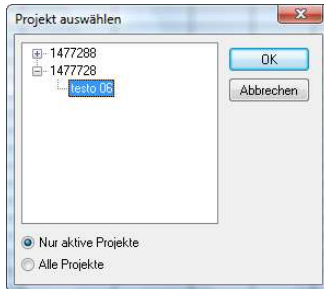 Projekt auswählen
1477288
1477728
testo 06
OK
Abbrechen
Nur aktive Projekte
Alle Projekte